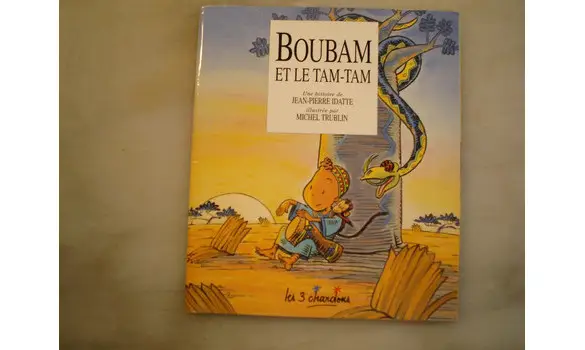 BOUBAM
ET LE TAM-TAM
Une histoire de
JEAN-PIERRE IDATTE
illustrée par
MICHEL TRUBLIN
les 3 chardons